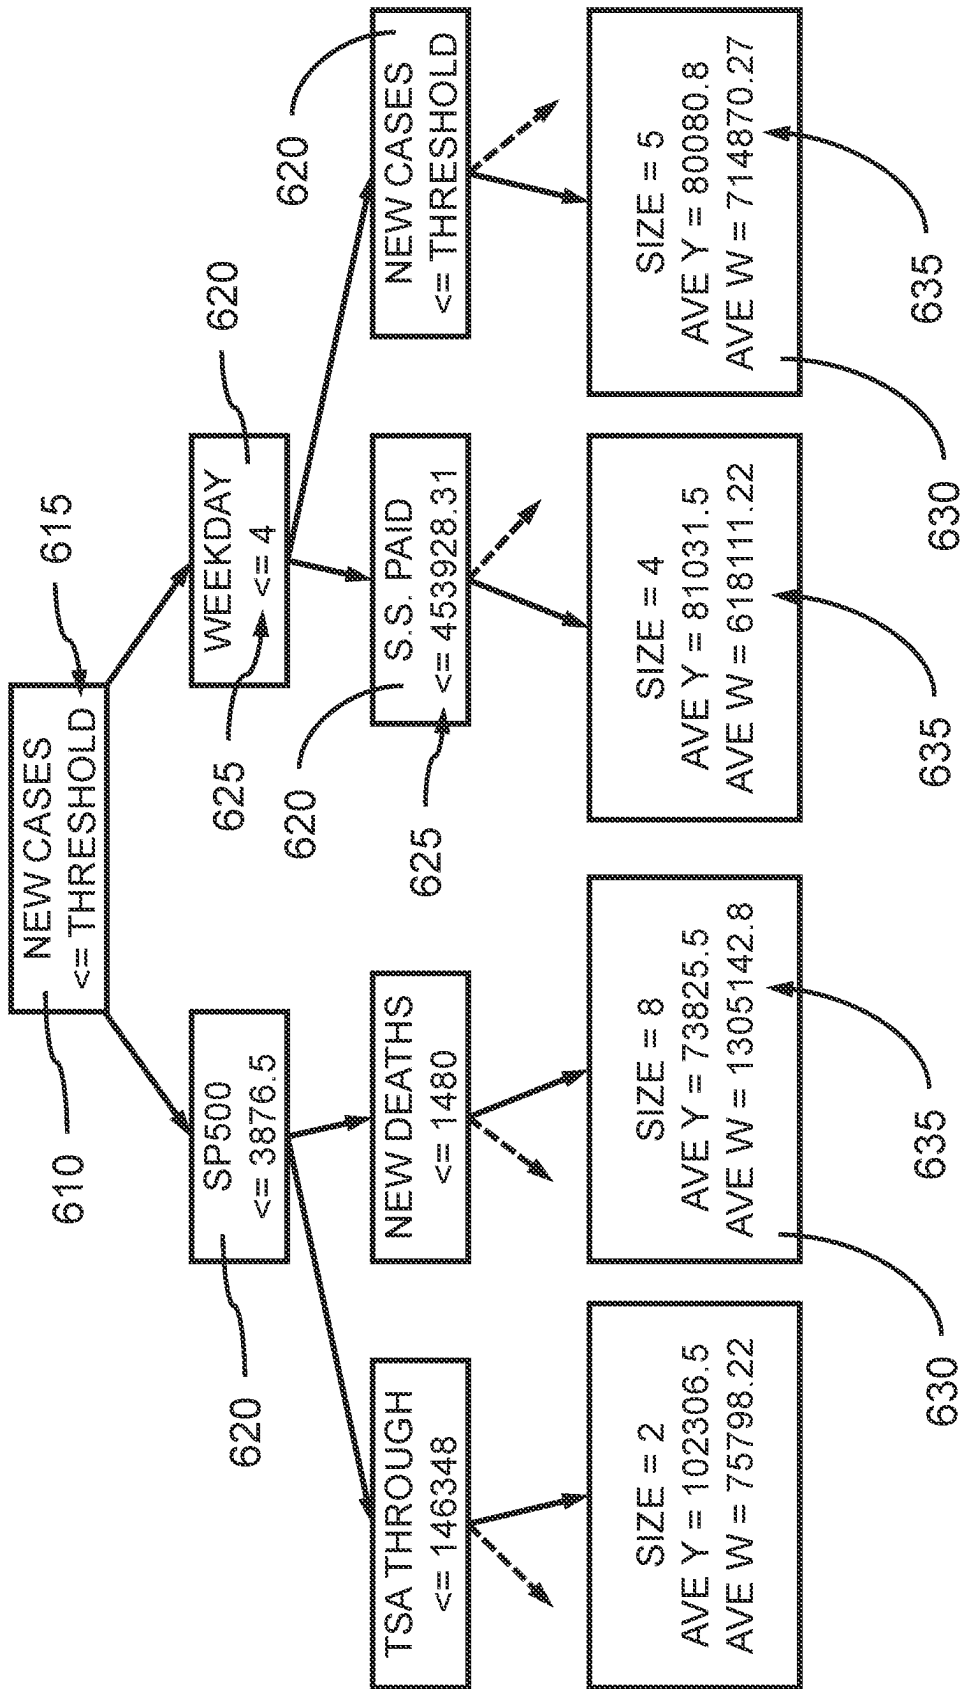 NEW CASES
<= THRESHOLD
615
610
SP500
<= 3876.5
620
WEEKDAY
<= 4
620
625
TSA THROUGH
<= 146348
NEW DEATHS
<= 1480
S.S. PAID
<= 453928.31
620
625
NEW CASES
<= THRESHOLD
620
SIZE = 2
AVE Y = 102306.5
AVE W = 75798.22
SIZE = 8
AVE Y = 73825.5
AVE W = 1305142.8
SIZE = 4
AVE Y = 81031.5
AVE W = 618111.22
SIZE = 5
AVE Y = 80080.8
AVE W = 714870.27
630
635
635
630
635